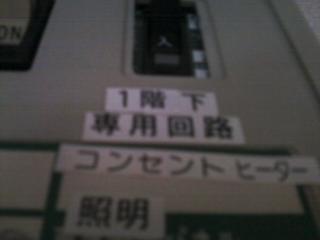 ON
入
1階 下
専用回路
コンセント ヒーター
照明